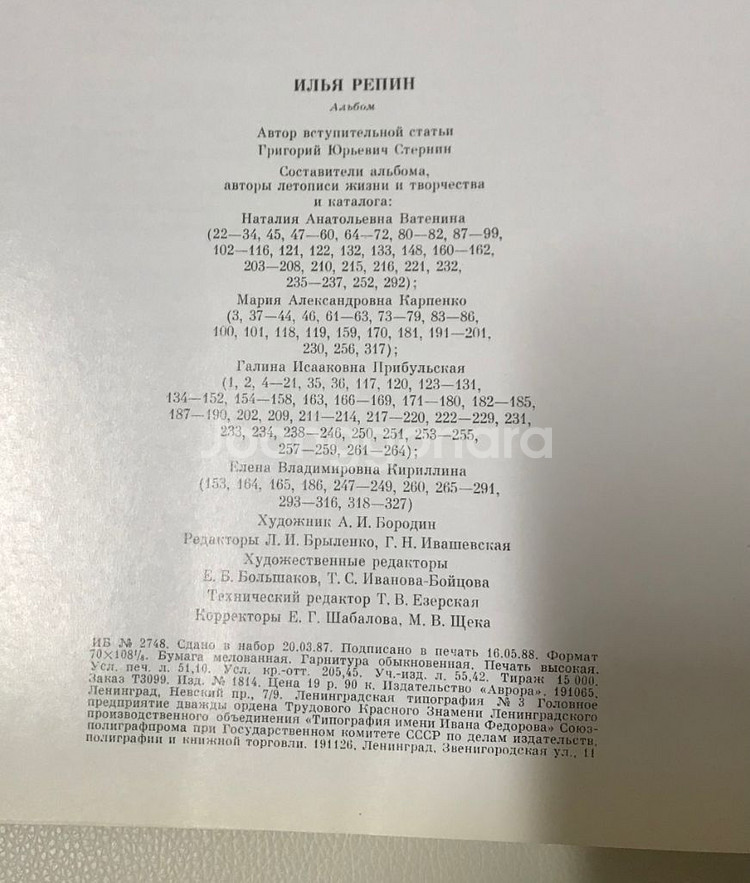 ИЛЬЯ РЕПИН
Альбом
Автор вступительной статьи
Григорий Юрьевич Стернин
Составители альбома,
авторы летописи жизни и творчества
и каталога:
Наталия Анатольевна Ватенина
(22—34, 45, 47—60, 64—72, 80—82, 87—99,
102—116, 121, 122, 132, 133, 148, 160—162,
203—208, 210, 215, 216, 221, 232,
235—237, 252, 292);
Мария Александровна Карпенко
(3, 37—44, 46, 61—63, 73—79, 83—86,
100, 101, 118, 119, 159, 170, 181, 191—201,
230, 256, 317);
Галина Исааковна Прибульская
(1, 2, 4—21, 35, 36, 117, 120, 123—131,
134—152, 154—158, 163, 166—169, 171—180, 182—185,
187—190, 202, 209, 211—214, 217—220, 222—229, 231,
233, 234, 238—246, 250, 251, 253—255,
257—259, 261—264);
Елена Владимировна Кириллина
(153, 164, 165, 186, 247—249, 260, 265—291,
293—316, 318—327)
Художник А. И. Бородин
Редакторы Л. И. Брыленко, Г. Н. Ивашевская
Художественные редакторы
Е. Б. Большаков, Т. С. Иванова-Бойцова
Технический редактор Т. В. Езерская
Корректоры Е. Г. Шабалова, М. В. Щека
ИБ № 2748. Сдано в набор 20.03.87. Подписано в печать 16.05.88. Формат
70×108¹/₈. Бумага мелованная. Гарнитура обыкновенная. Печать высокая.
Усл. печ. л. 51,10. Усл. кр.-отт. 205,45. Уч.-изд. л. 55,42. Тираж 15 000.
Заказ Т3099. Изд. № 1814. Цена 19 р. 90 к. Издательство «Аврора». 191065,
Ленинград, Невский пр., 7/9. Ленинградская типография № 3 Головное
предприятие дважды ордена Трудового Красного Знамени Ленинградского
производственного объединения «Типография имени Ивана Федорова» Союз-
полиграфпрома при Государственном комитете СССР по делам издательств,
полиграфии и книжной торговли. 191126, Ленинград, Звенигородская ул., 11